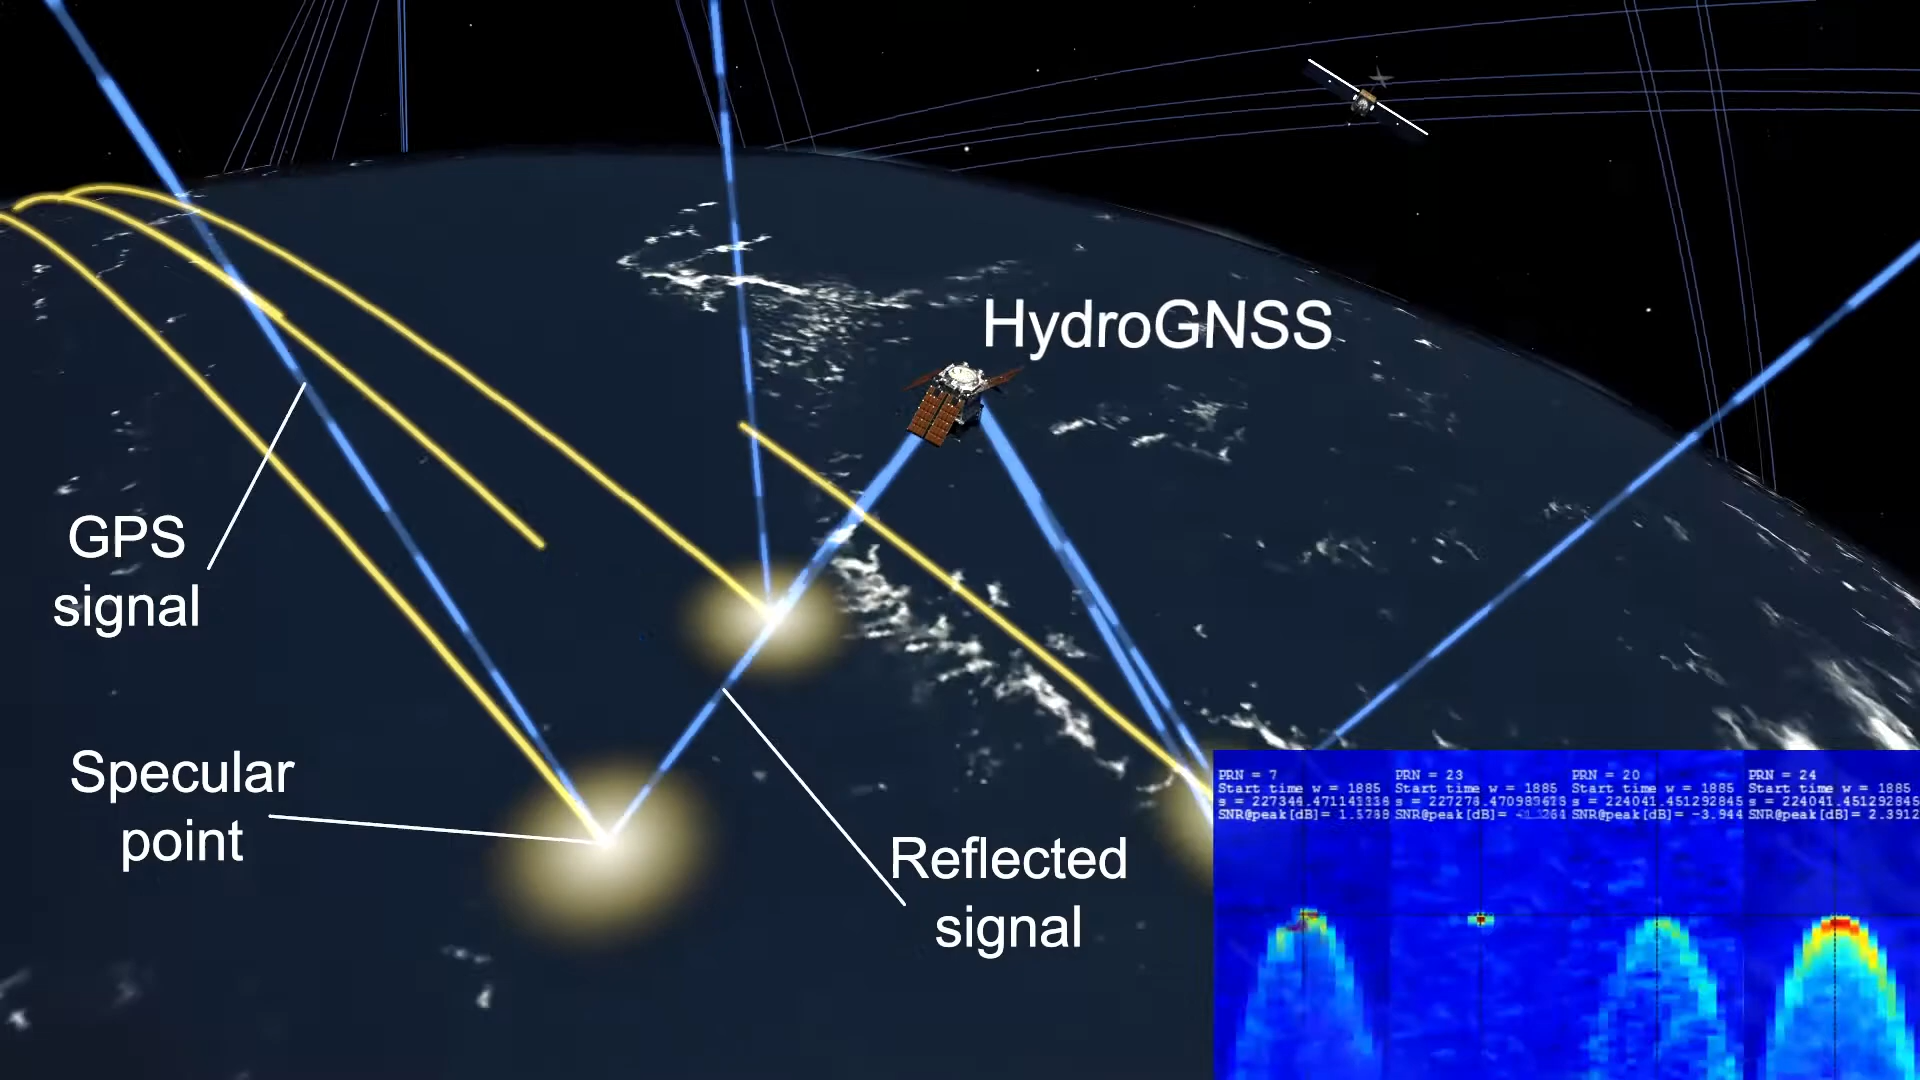 HydroGNSS
GPS
signal
Specular
point
Reflected
signal
PRN = 7
Start time w = 1885
SNR@peak[dB]=
PRN = 23
Start time w = 1885
SNR@peak[dB]=
PRN = 20
Start time w = 1885
s = 224041.451292845
SNR@peak[dB]= -3.944
PRN = 24
Start time w = 1885
s = 224041.451292845
SNR@peak[dB]= 2.3912